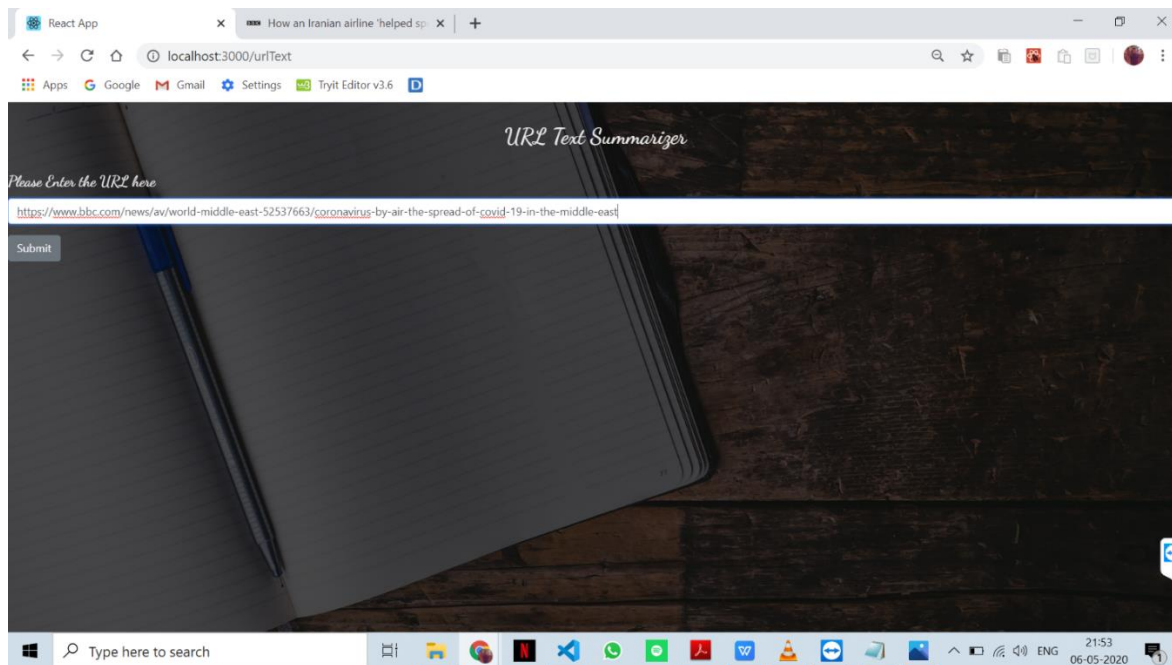 React App
How an Iranian airline 'helped sp
localhost:3000/urlText
Apps Google Gmail Settings Tryit Editor v3.6 D
URL Text Summarizer
Please Enter the URL here
https://www.bbc.com/news/av/world-middle-east-52537663/coronavirus-by-air-the-spread-of-covid-19-in-the-middle-east
Submit
Type here to search
ENG
21:53
06-05-2020